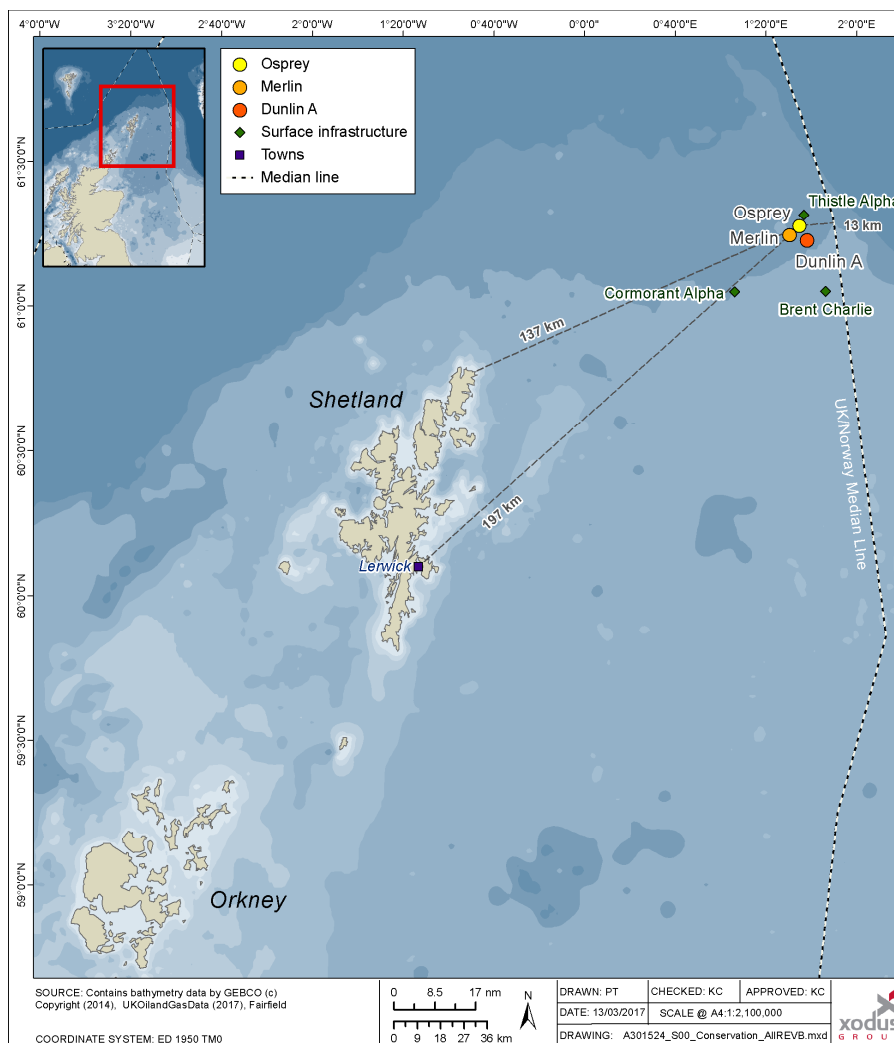 4°0'0"W 3°20'0"W 2°40'0"W 2°0'0"W 1°20'0"W 0°40'0"W 0°0'0" 0°40'0"E 1°20'0"E 2°0'0"E
Osprey
Merlin
Dunlin A
Surface infrastructure
Towns
Median line
61°30'0"N
Thistle Alpha
Osprey
13 km
Merlin
Dunlin A
Cormorant Alpha
61°0'0"N
Brent Charlie
137 km
Shetland
UK/Norway Median LIne
60°30'0"N
197 km
Lerwick
60°0'0"N
59°30'0"N
59°0'0"N
Orkney
SOURCE: Contains bathymetry data by GEBCO (c)
Copyright (2014), UKOilandGasData (2017), Fairfield
COORDINATE SYSTEM: ED 1950 TM0
0 8.5 17 nm
0 9 18 27 36 km
N
DRAWN: PT CHECKED: KC APPROVED: KC
DATE: 13/03/2017 SCALE @ A4:1:2,100,000
DRAWING: A301524_S00_Conservation_AllREVB.mxd
xodus
GROUP